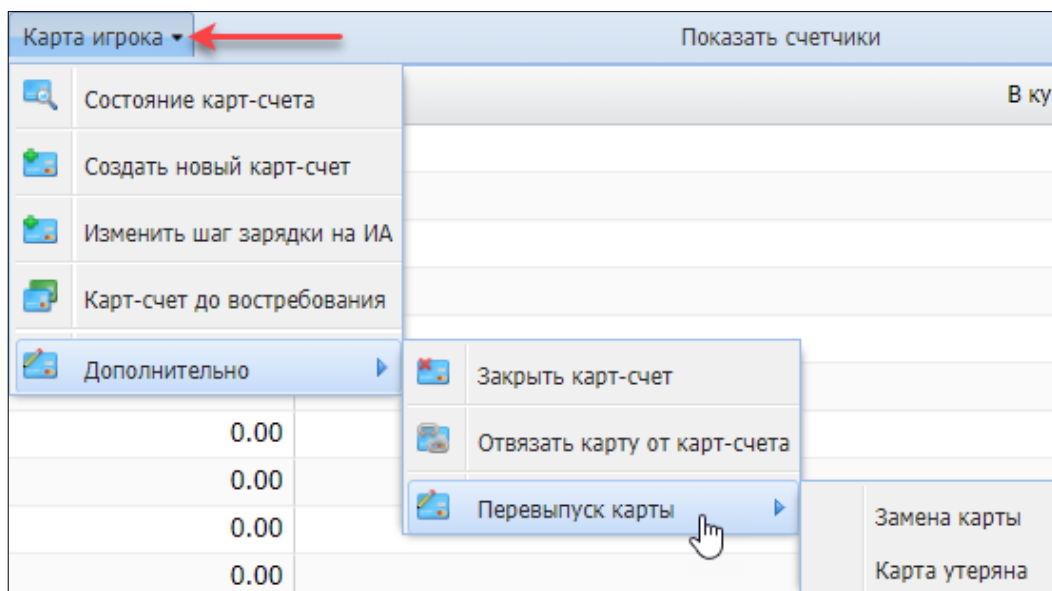 Карта игрока
Показать счетчики
В ку
Состояние карт-счета
Создать новый карт-счет
Изменить шаг зарядки на ИА
Карт-счет до востребования
Дополнительно
Закрыть карт-счет
Отвязать карту от карт-счета
Перевыпуск карты
Замена карты
Карта утеряна
0.00
0.00
0.00
0.00